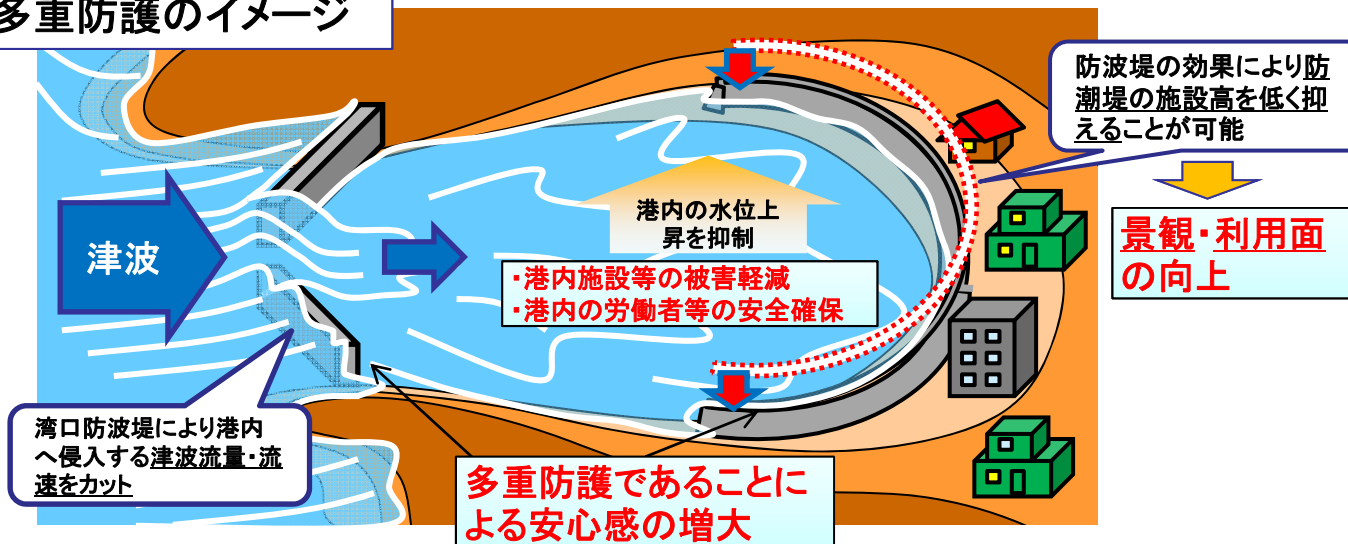 多重防護のイメージ
防波堤の効果により防
潮堤の施設高を低く抑
えることが可能
景観・利用面
の向上
港内の水位上
昇を抑制
津波
・港内施設等の被害軽減
・港内の労働者等の安全確保
湾口防波堤により港内
へ侵入する津波流量・流
速をカット
多重防護であることに
よる安心感の増大